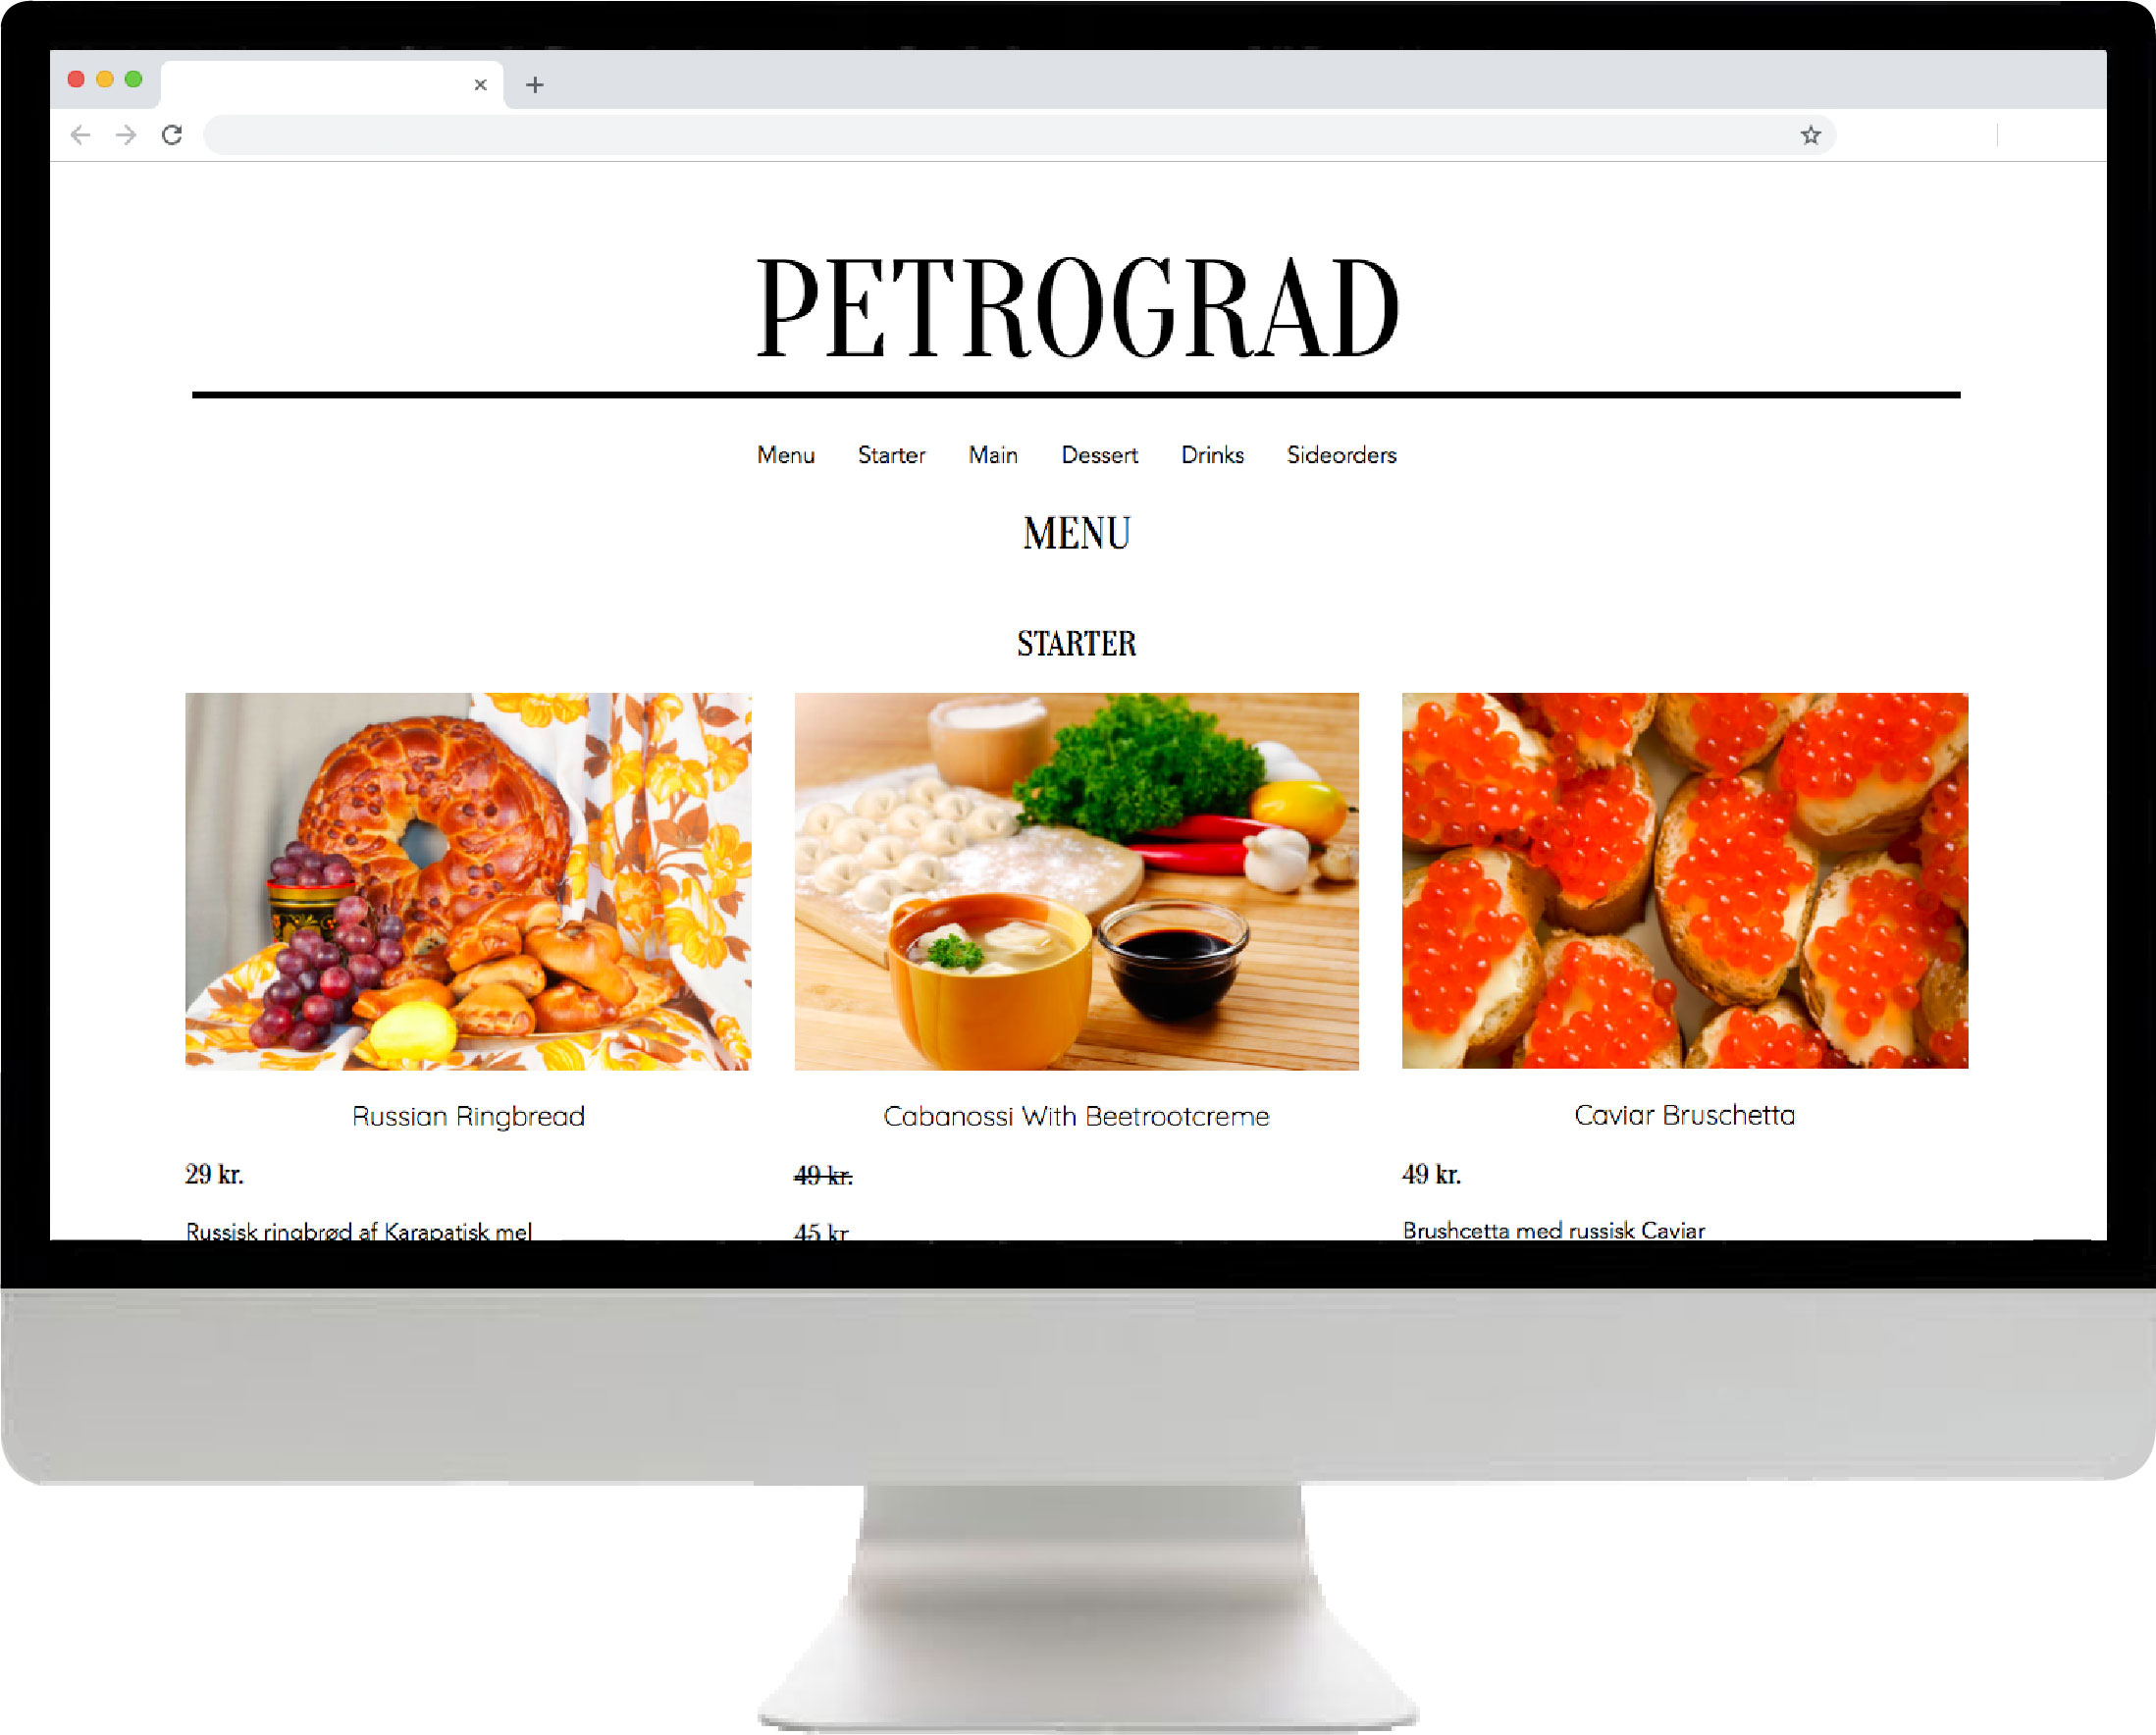 PETROGRAD
Menu Starter Main Dessert Drinks Sideorders
MENU
STARTER
Russian Ringbread Cabanossi With Beetrootcreme Caviar Bruschetta
29 kr. 49 kr. 49 kr.
Russisk ringbrød af Karapatisk mel 45 kr Brushcetta med russisk Caviar